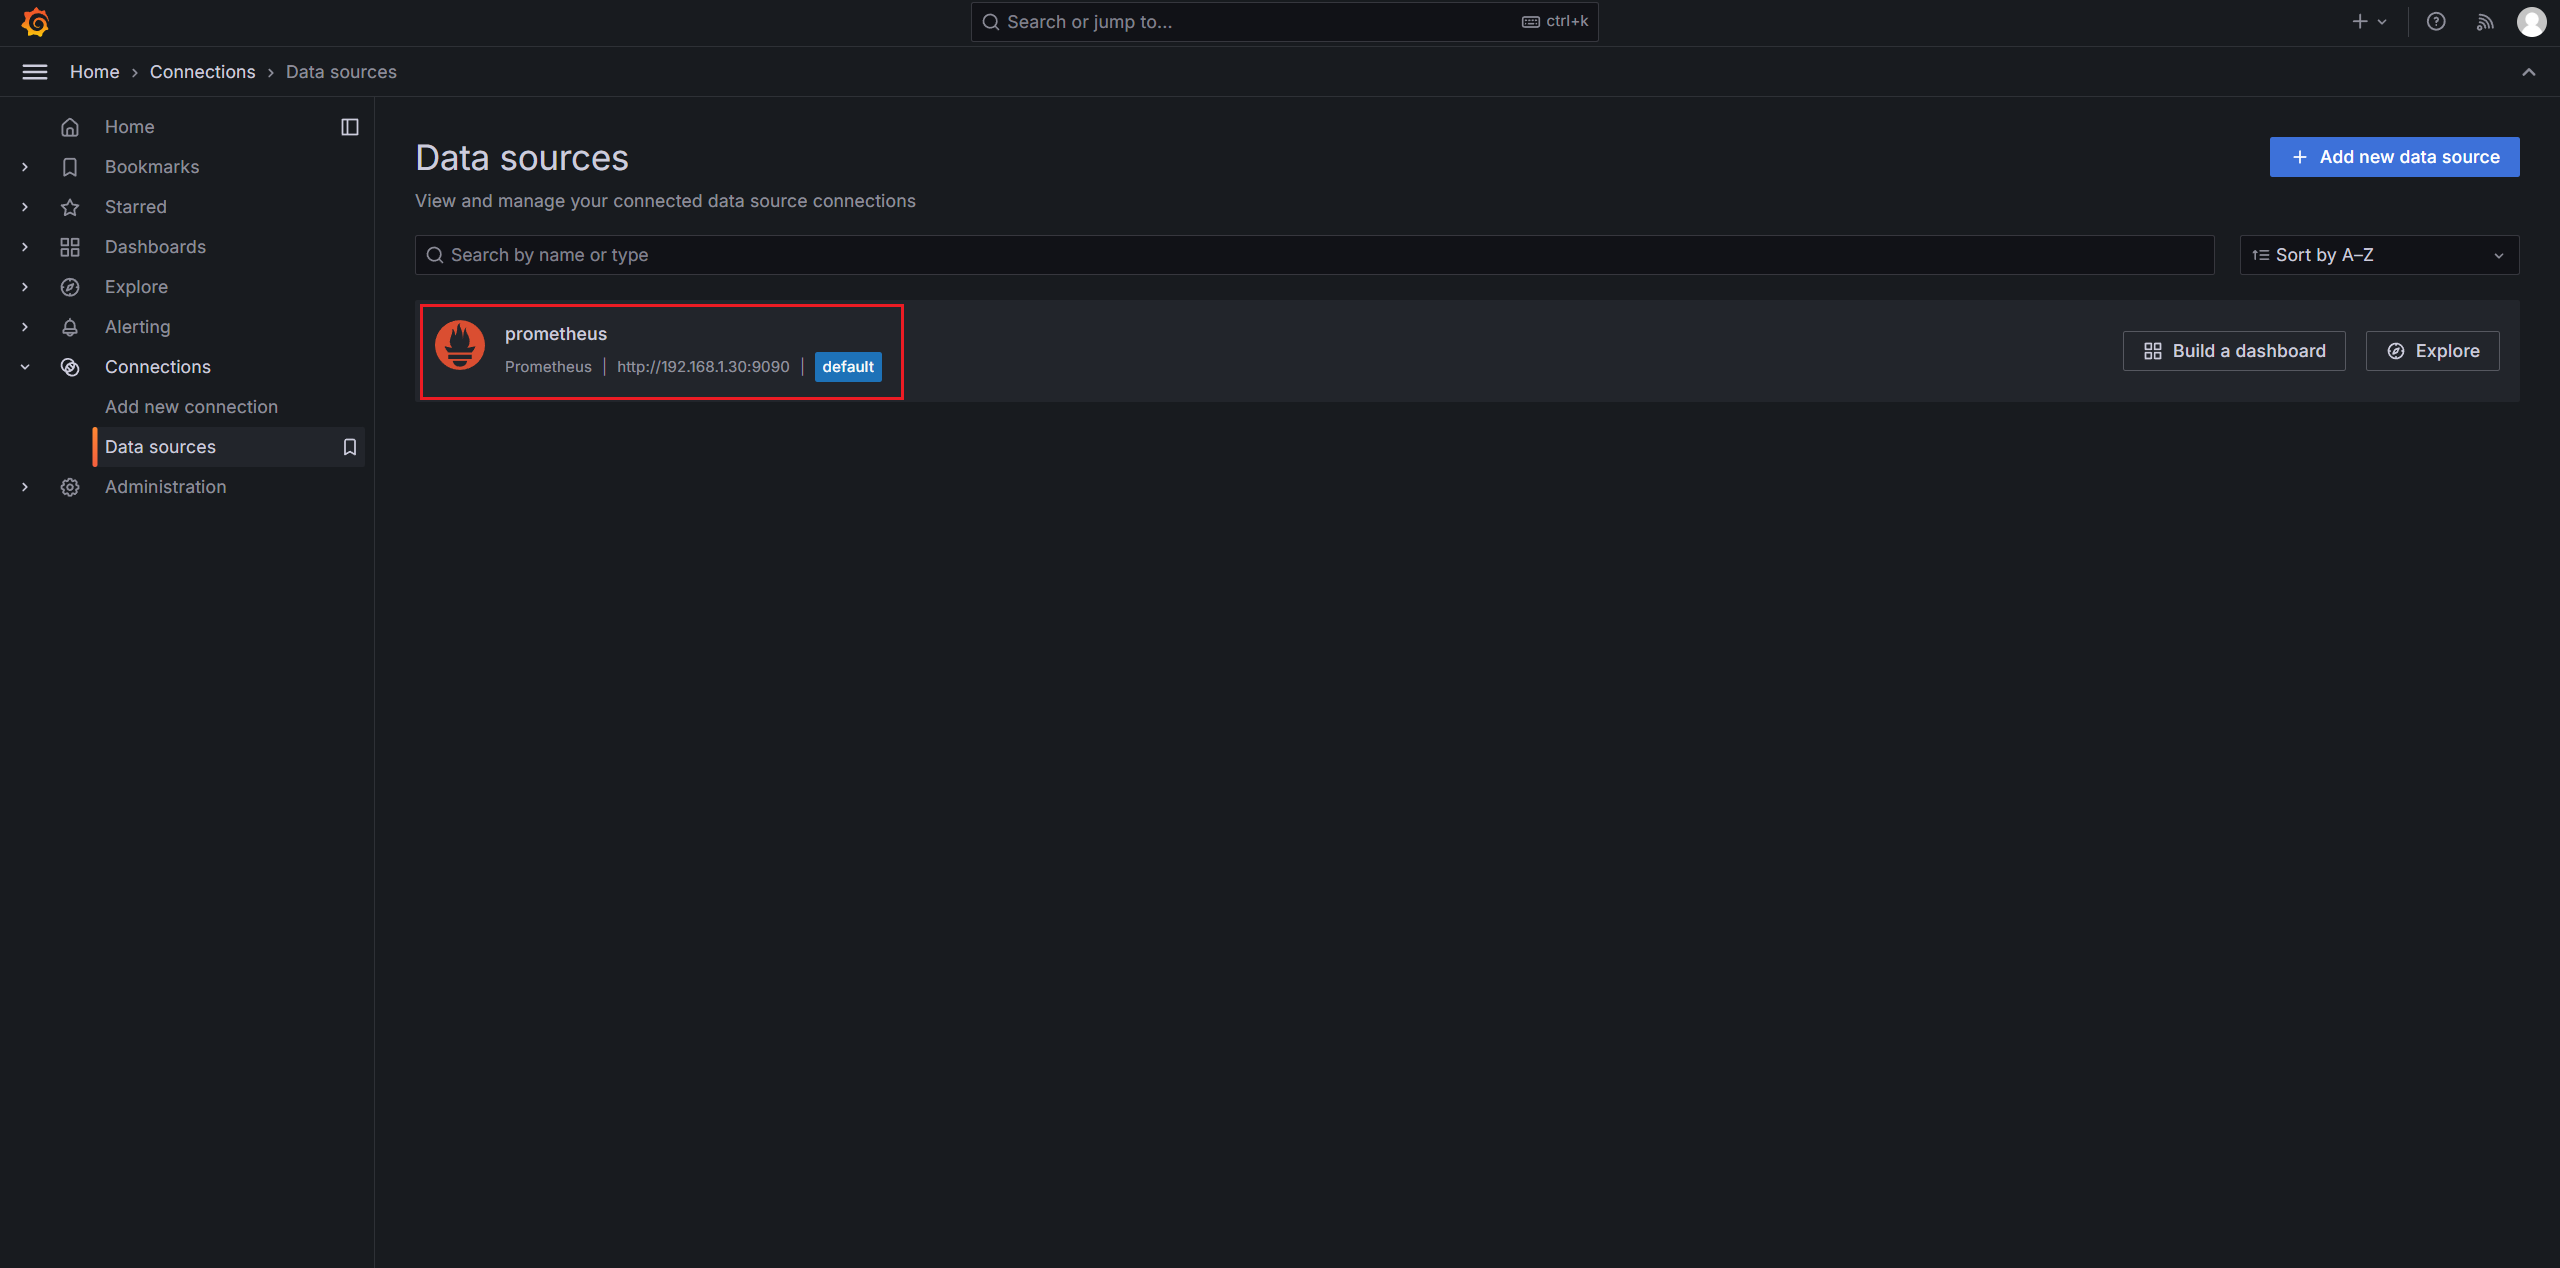 Search or jump to...
ctrl+k
Home
Connections
Data sources
Home
Bookmarks
Starred
Dashboards
Explore
Alerting
Connections
Add new connection
Data sources
Administration
Data sources
Add new data source
View and manage your connected data source connections
Search by name or type
Sort by A–Z
prometheus
Prometheus | http://192.168.1.30:9090 | default
Build a dashboard
Explore